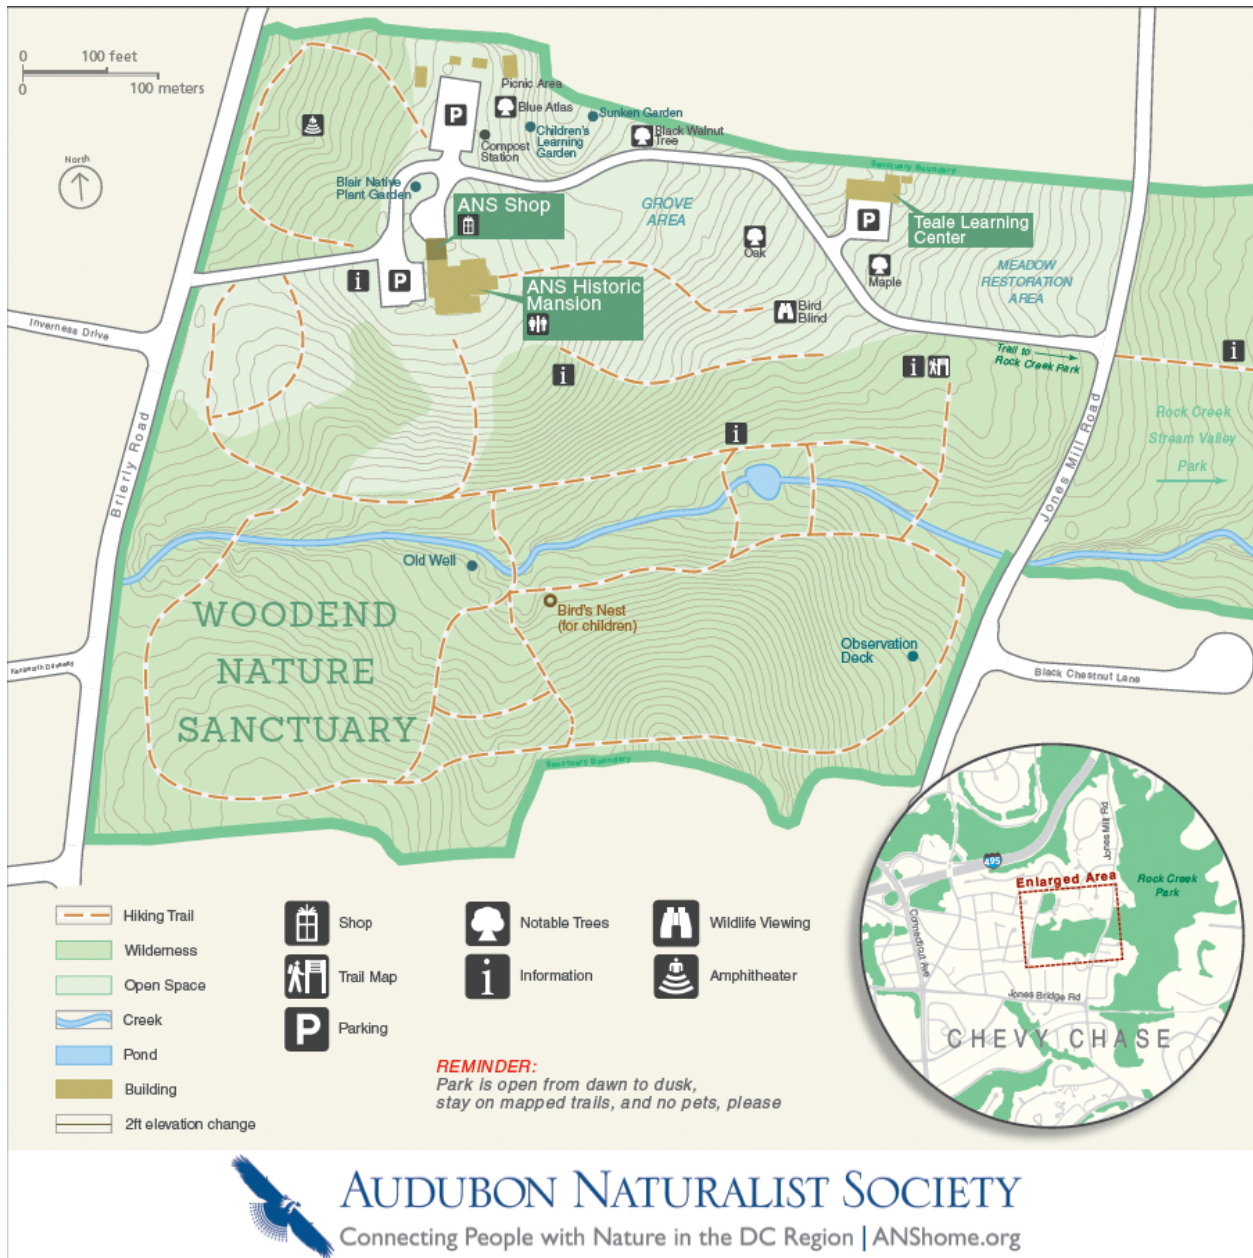 0 100 feet
0 100 meters
North
Picnic Area
Blue Atlas
Sunken Garden
Children's
Learning
Garden
Black Walnut
Tree
Compost
Station
Sanctuary Boundary
Blair Native
Plant Garden
ANS Shop
GROVE
AREA
Teale Learning
Center
Oak
Maple
MEADOW
RESTORATION
AREA
ANS Historic
Mansion
Bird
Blind
Inverness Drive
Trail to
Rock Creek Park
Rock Creek
Stream Valley
Park
Brierly Road
Jones Mill Road
Old Well
WOODEND
NATURE
SANCTUARY
Bird's Nest
(for children)
Observation
Deck
Black Chestnut Lane
Sanctuary Boundary
P
P
P
i
i
i
i
i
495
Jones Mill Rd
Enlarged Area
Rock Creek
Park
Connecticut Ave
Jones Bridge Rd
CHEVY CHASE
Hiking Trail
Wilderness
Open Space
Creek
Pond
Building
2ft elevation change
Shop
Trail Map
P Parking
Notable Trees
i Information
Wildlife Viewing
Amphitheater
REMINDER:
Park is open from dawn to dusk,
stay on mapped trails, and no pets, please
AUDUBON NATURALIST SOCIETY
Connecting People with Nature in the DC Region | ANShome.org